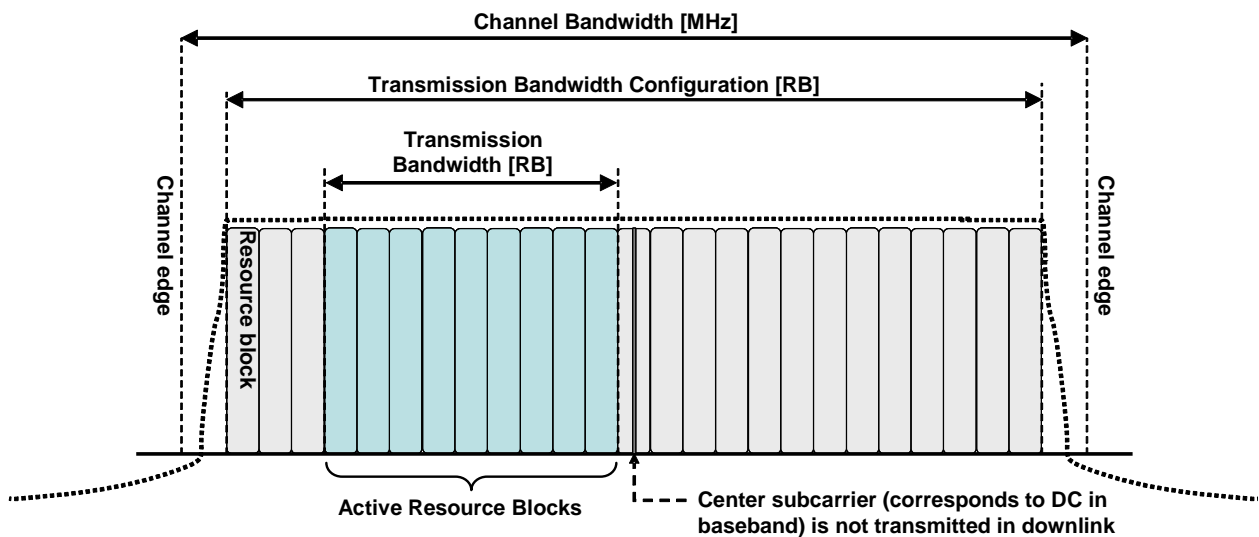 Channel Bandwidth [MHz]
Transmission Bandwidth Configuration [RB]
Transmission
Bandwidth [RB]
Channel edge
Channel edge
Resource block
Active Resource Blocks
Center subcarrier (corresponds to DC in
baseband) is not transmitted in downlink